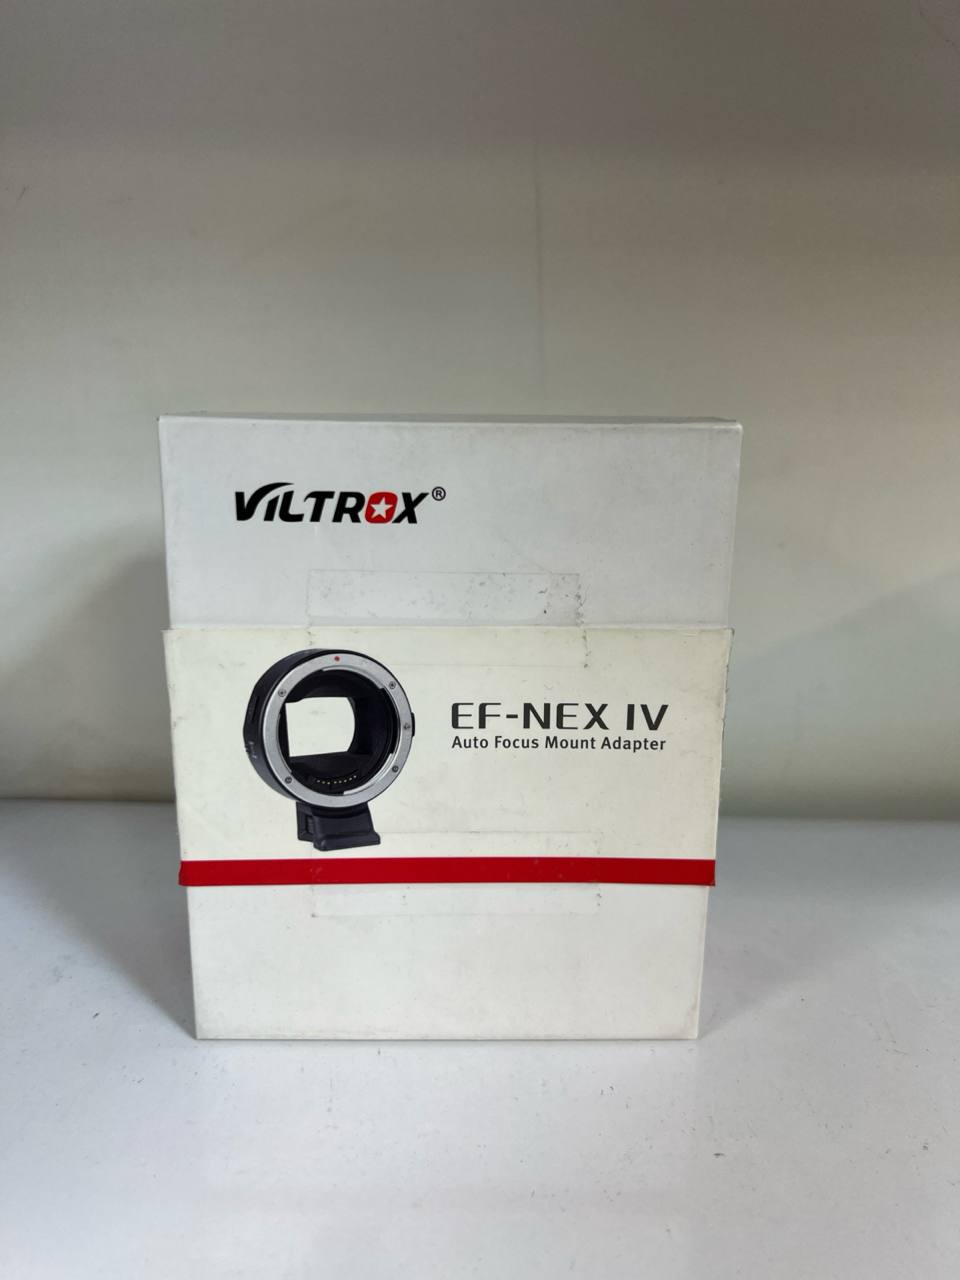 VILTROX®
EF-NEX IV
Auto Focus Mount Adapter